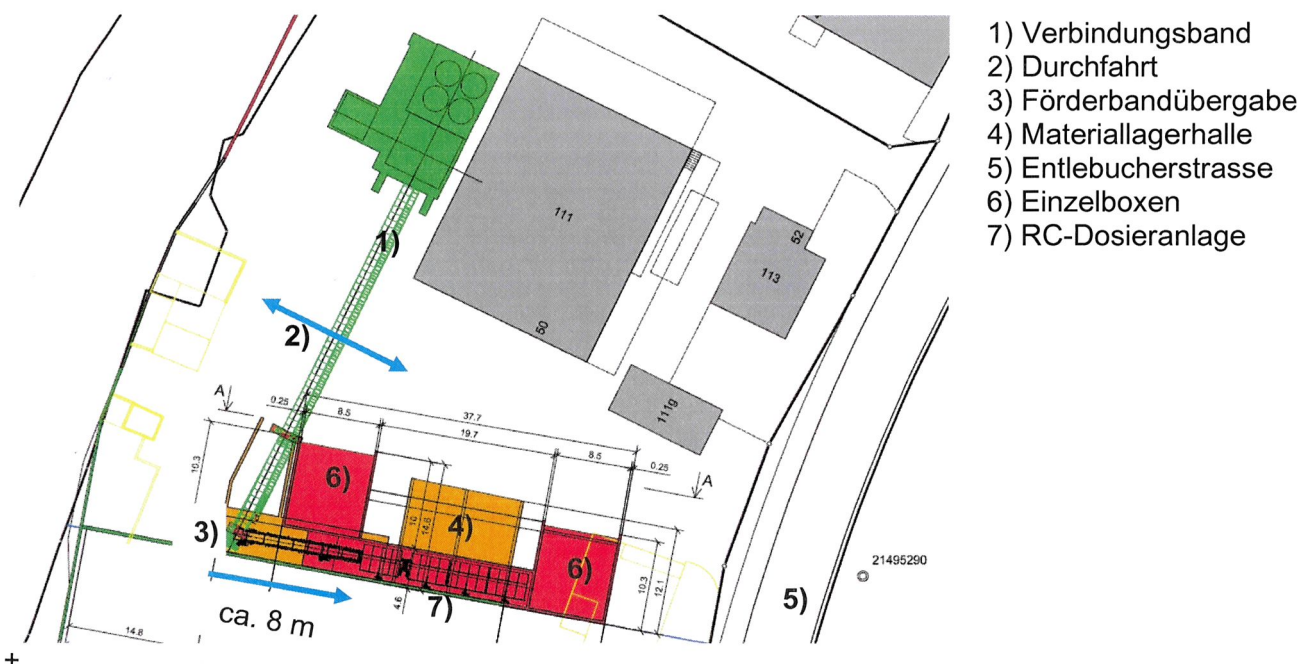 1) Verbindungsband
2) Durchfahrt
3) Förderbandübergabe
4) Materiallagerhalle
5) Entlebucherstrasse
6) Einzelboxen
7) RC-Dosieranlage
1)
111
52
113
2)
50
A
0.25
8.5
37.7
19.7
111g
8.5
0.25
A
10.3
6)
4)
10
14.6
3)
6)
21495290
10.3
12.1
5)
4.6
7)
ca. 8 m
14.8
+